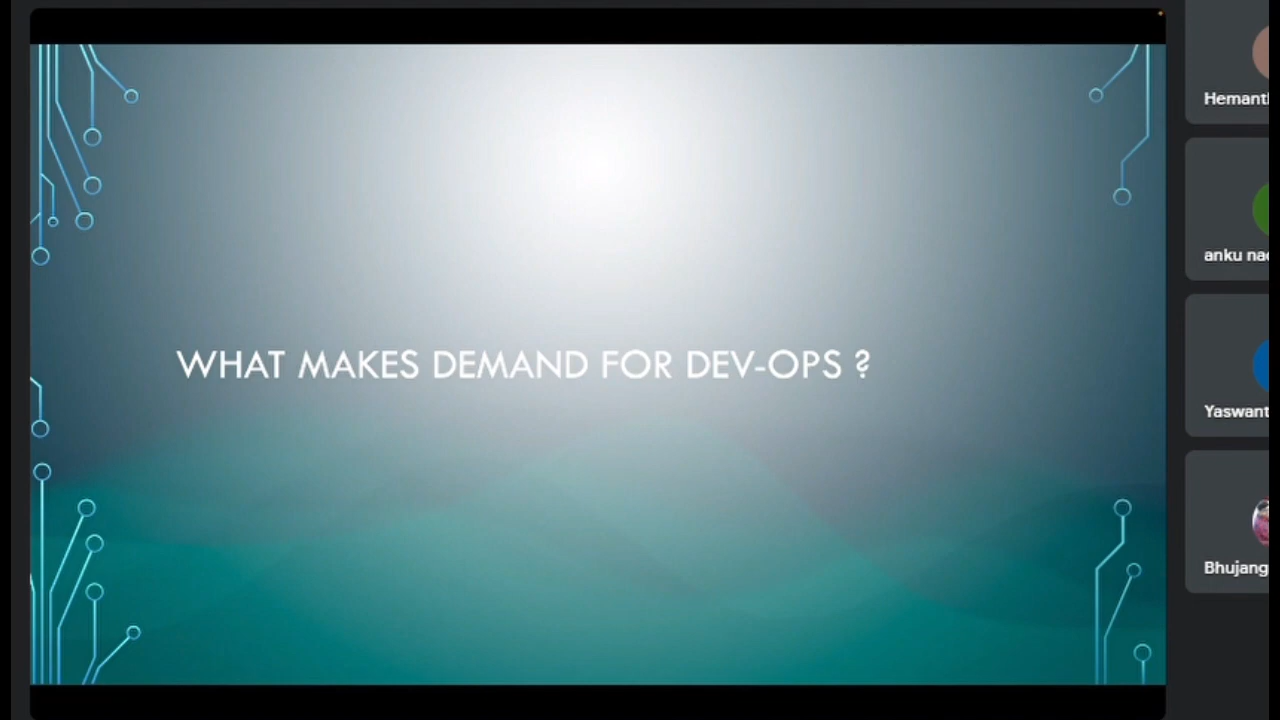 WHAT MAKES DEMAND FOR DEV-OPS ?
Hemant
anku na
Yaswant
Bhujang